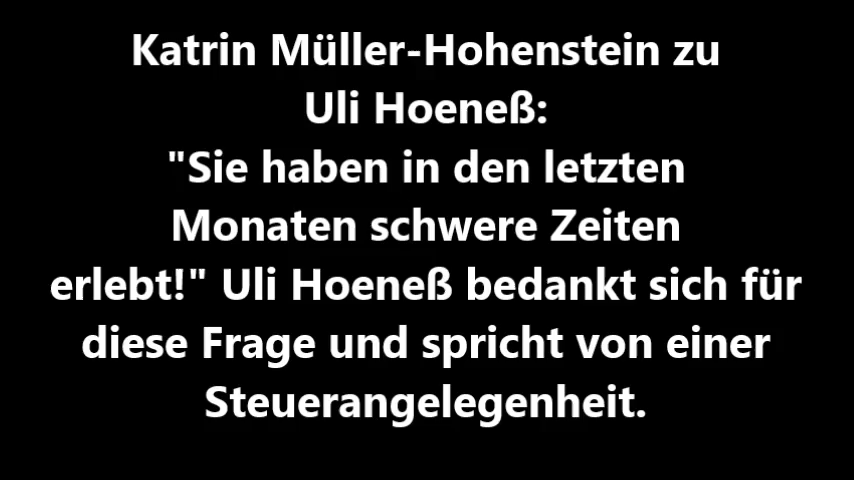 Katrin Müller-Hohenstein zu
Uli Hoeneß:
"Sie haben in den letzten
Monaten schwere Zeiten
erlebt!" Uli Hoeneß bedankt sich für
diese Frage und spricht von einer
Steuerangelegenheit.